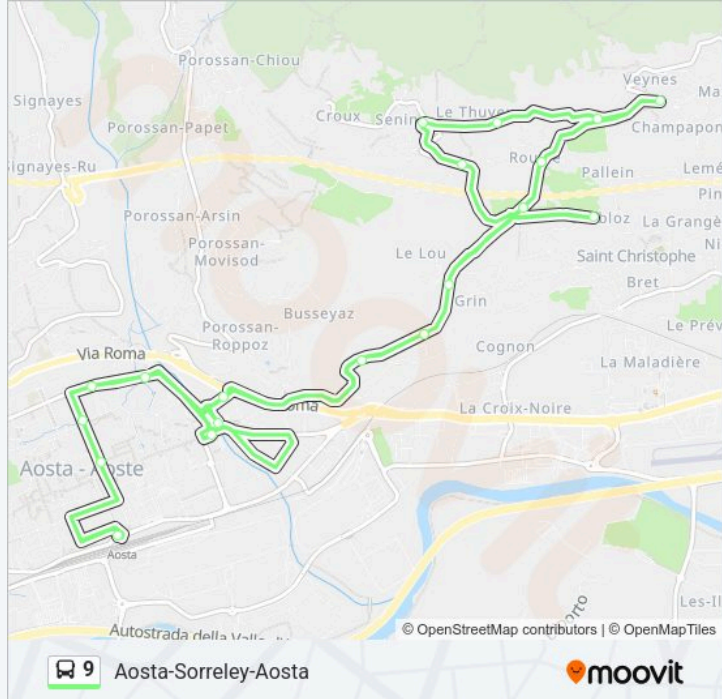 Porossan-Chiou
Veynes
Signayes
Croux
Senin
Le Thuve
Porossan-Papet
Champapon
Signayes-Ru
Rou
Pallein
Porossan-Arsin
La Grangè
Porossan-
Movisod
Le Lou
Saint Christophe
Bret
Busseyaz
Grin
Porossan-
Roppoz
Cognon
Le Prév
Via Roma
La Maladière
La Croix-Noire
Aosta - Aoste
Aosta
Les-Il
Autostrada della Valle
© OpenStreetMap contributors | © OpenMapTiles
9 Aosta-Sorreley-Aosta
moovit